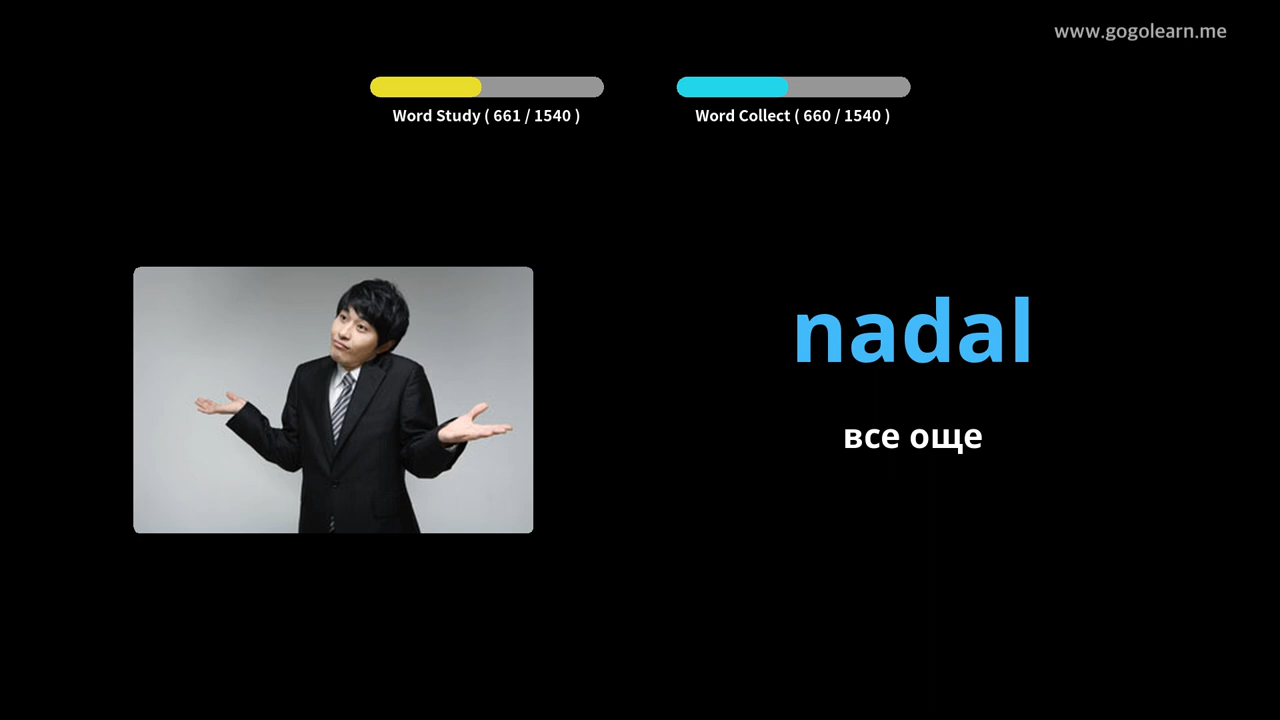 www.gogolearn.me
Word Study ( 661 / 1540 )
Word Collect ( 660 / 1540 )
nadal
все още